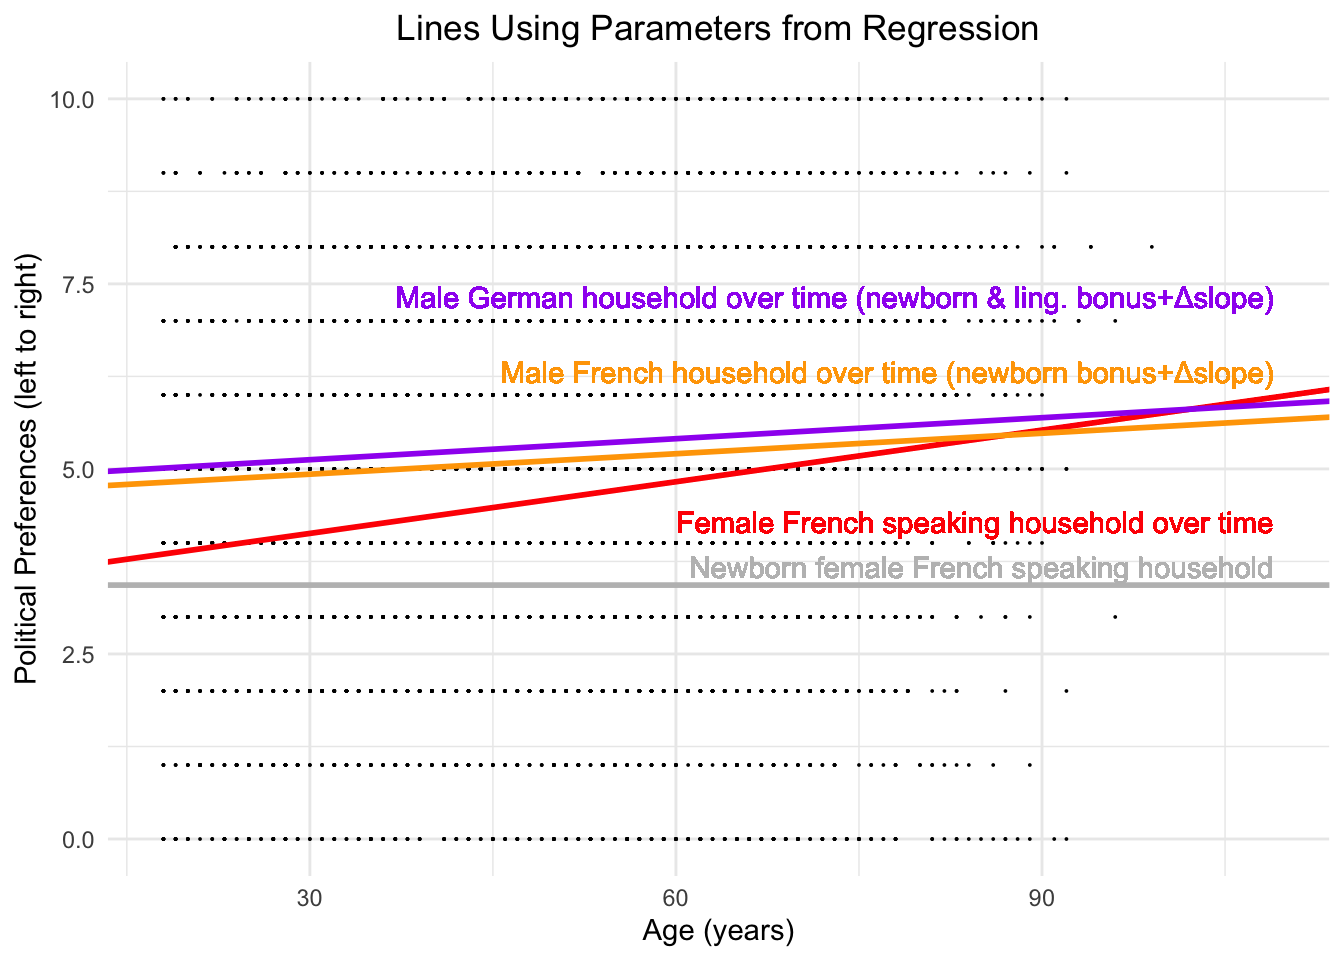 Lines Using Parameters from Regression
10.0
7.5
5.0
2.5
0.0
Political Preferences (left to right)
Male German household over time (newborn & ling. bonus+Δslope)
Male French household over time (newborn bonus+Δslope)
Female French speaking household over time
Newborn female French speaking household
30
60
90
Age (years)